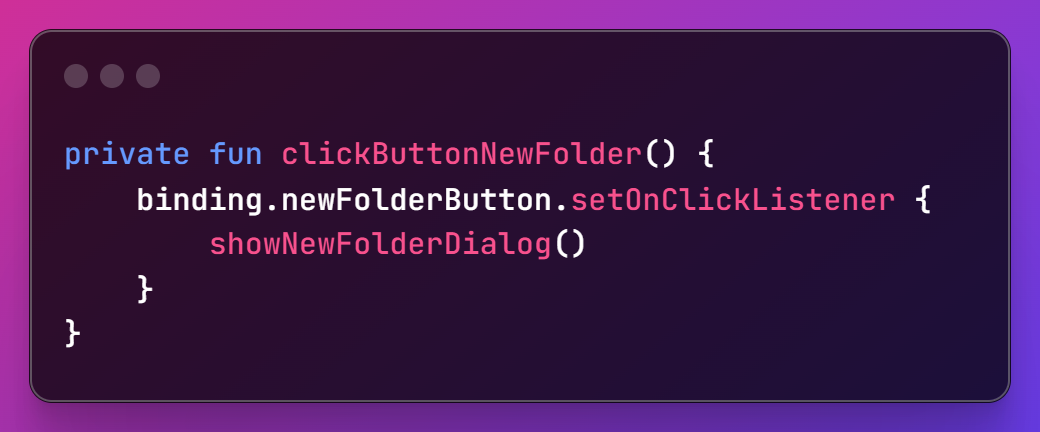 private fun clickButtonNewFolder() {
    binding.newFolderButton.setOnClickListener {
        showNewFolderDialog()
    }
}